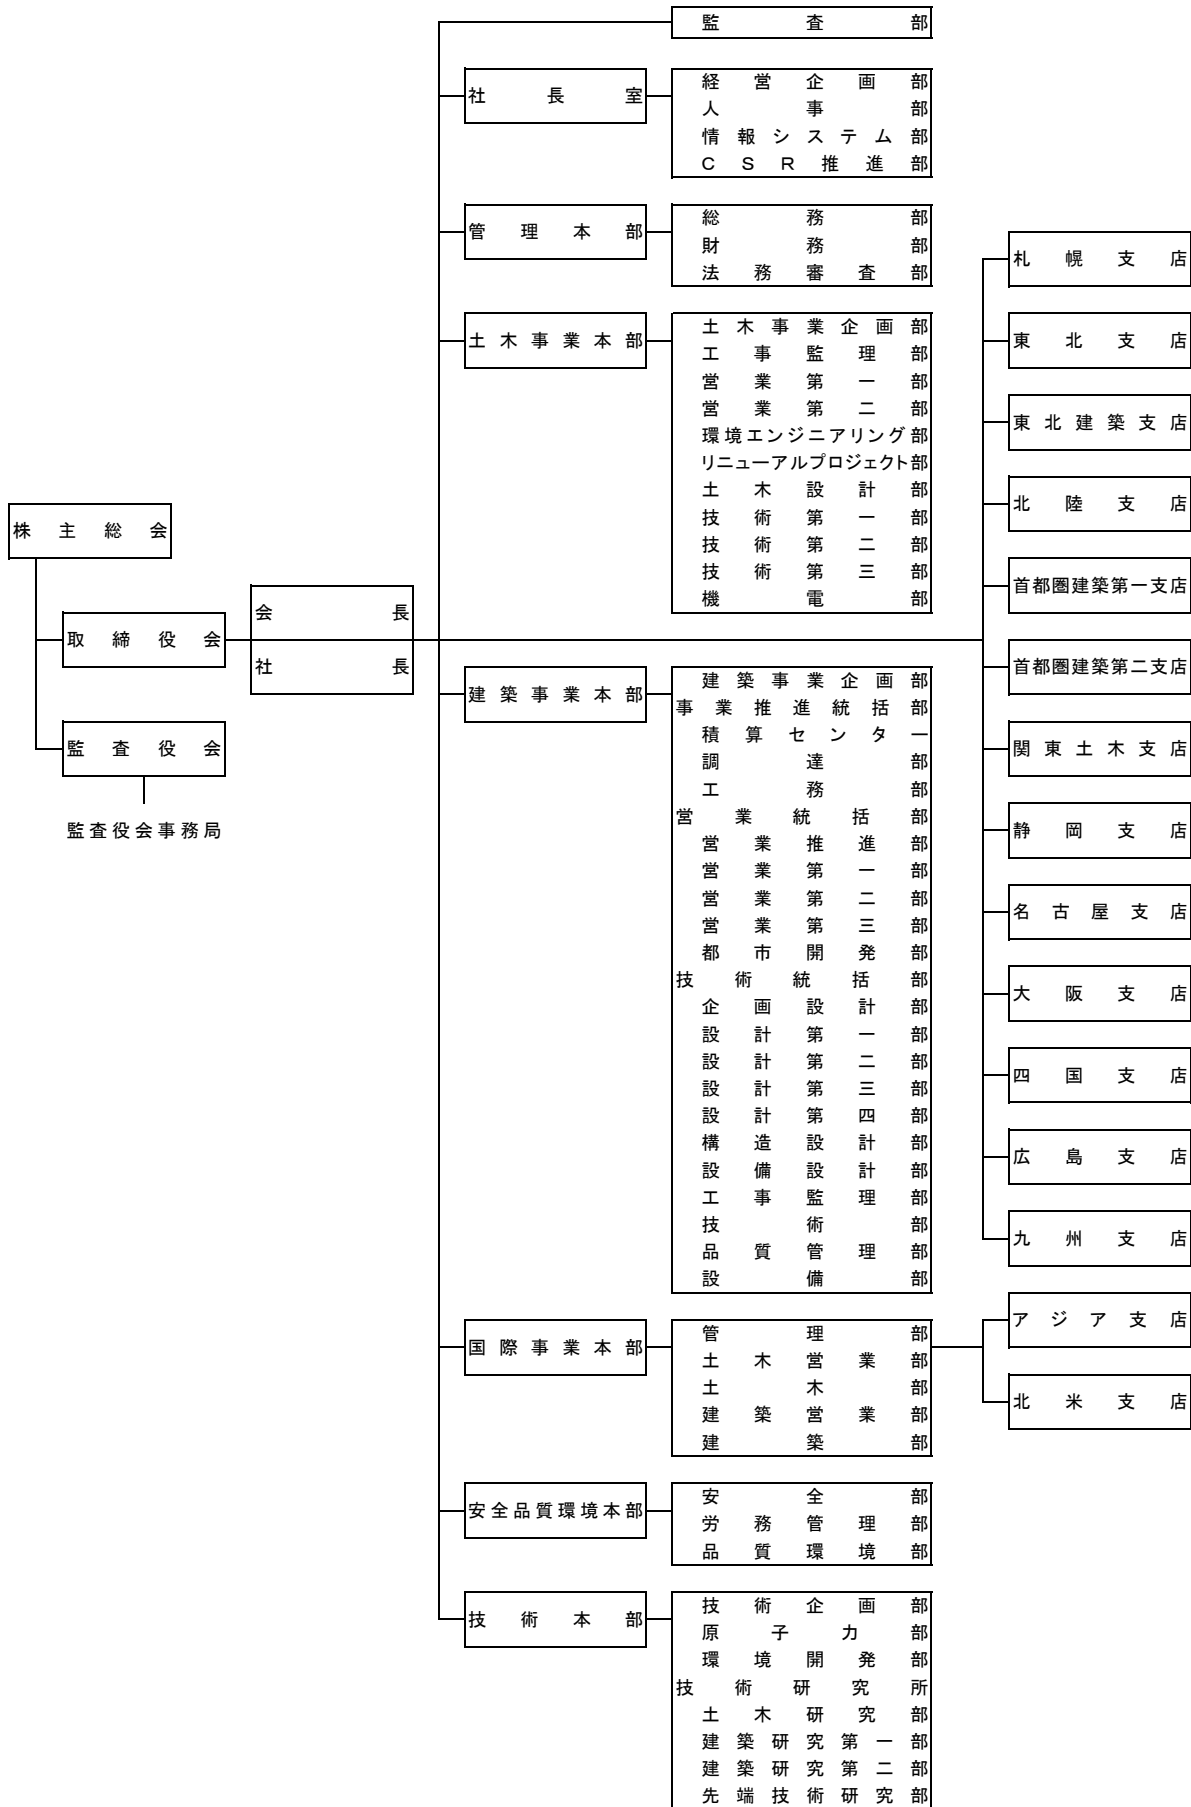 株主総会
取締役会
監査役会
監査役会事務局
会長
社長
監査部
社長室
経営企画部
人事部
情報システム部
CSR推進部
管理本部
総務部
財務部
法務審査部
土木事業本部
土木事業企画部
工事監理部
営業第一部
営業第二部
環境エンジニアリング部
リニューアルプロジェクト部
土木設計部
技術第一部
技術第二部
技術第三部
機電部
建築事業本部
建築事業企画部
事業推進統括部
積算センター
調達部
工務部
営業統括部
営業推進部
営業第一部
営業第二部
営業第三部
都市開発部
技術統括部
企画設計部
設計第一部
設計第二部
設計第三部
設計第四部
構造設計部
設備設計部
工事監理部
技術部
品質管理部
設備部
国際事業本部
管理部
土木営業部
土木部
建築営業部
建築部
安全品質環境本部
安全部
労務管理部
品質環境部
技術本部
技術企画部
原子力部
環境開発部
技術研究所
土木研究部
建築研究第一部
建築研究第二部
先端技術研究部
札幌支店
東北支店
東北建築支店
北陸支店
首都圏建築第一支店
首都圏建築第二支店
関東土木支店
静岡支店
名古屋支店
大阪支店
四国支店
広島支店
九州支店
アジア支店
北米支店